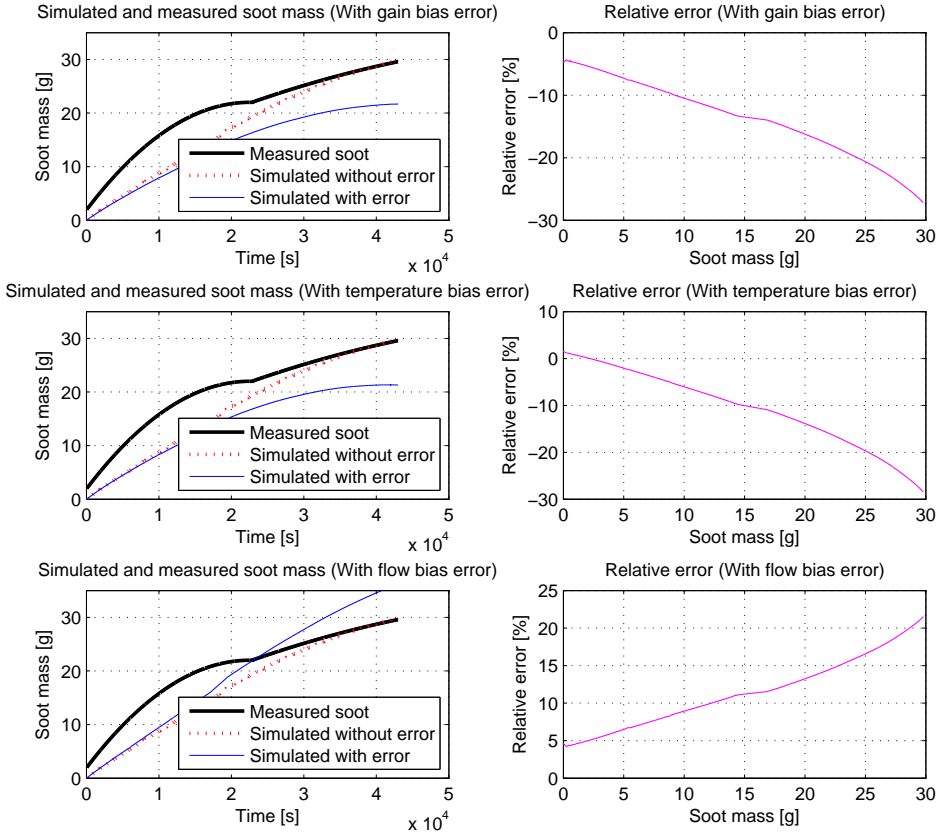 Simulated and measured soot mass (With gain bias error)
Soot mass [g]
30
20
10
0
Measured soot
Simulated without error
Simulated with error
0 1 2 3 4 5
Time [s]
x 10^4
Relative error (With gain bias error)
Relative error [%]
0
−10
−20
−30
0 5 10 15 20 25 30
Soot mass [g]
Simulated and measured soot mass (With temperature bias error)
Soot mass [g]
30
20
10
0
Measured soot
Simulated without error
Simulated with error
0 1 2 3 4 5
Time [s]
x 10^4
Relative error (With temperature bias error)
Relative error [%]
10
0
−10
−20
−30
0 5 10 15 20 25 30
Soot mass [g]
Simulated and measured soot mass (With flow bias error)
Soot mass [g]
30
20
10
0
Measured soot
Simulated without error
Simulated with error
0 1 2 3 4 5
Time [s]
x 10^4
Relative error (With flow bias error)
Relative error [%]
25
20
15
10
5
0
0 5 10 15 20 25 30
Soot mass [g]